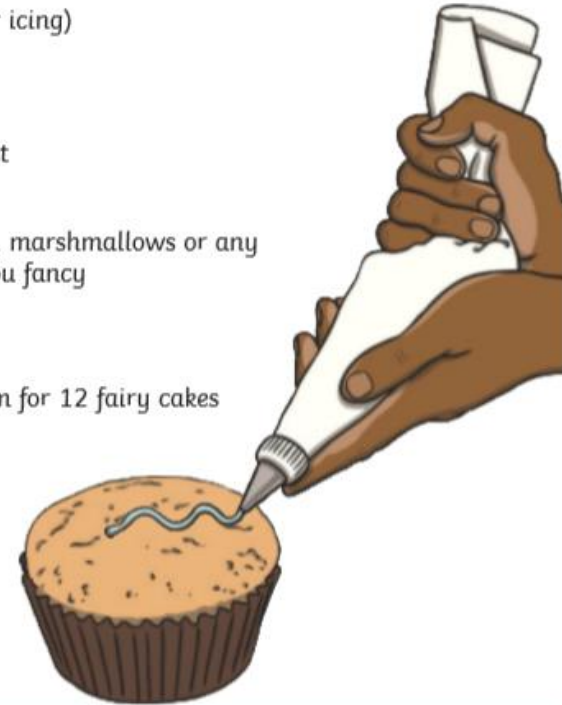 icing)
t
marshmallows or any
u fancy
n for 12 fairy cakes